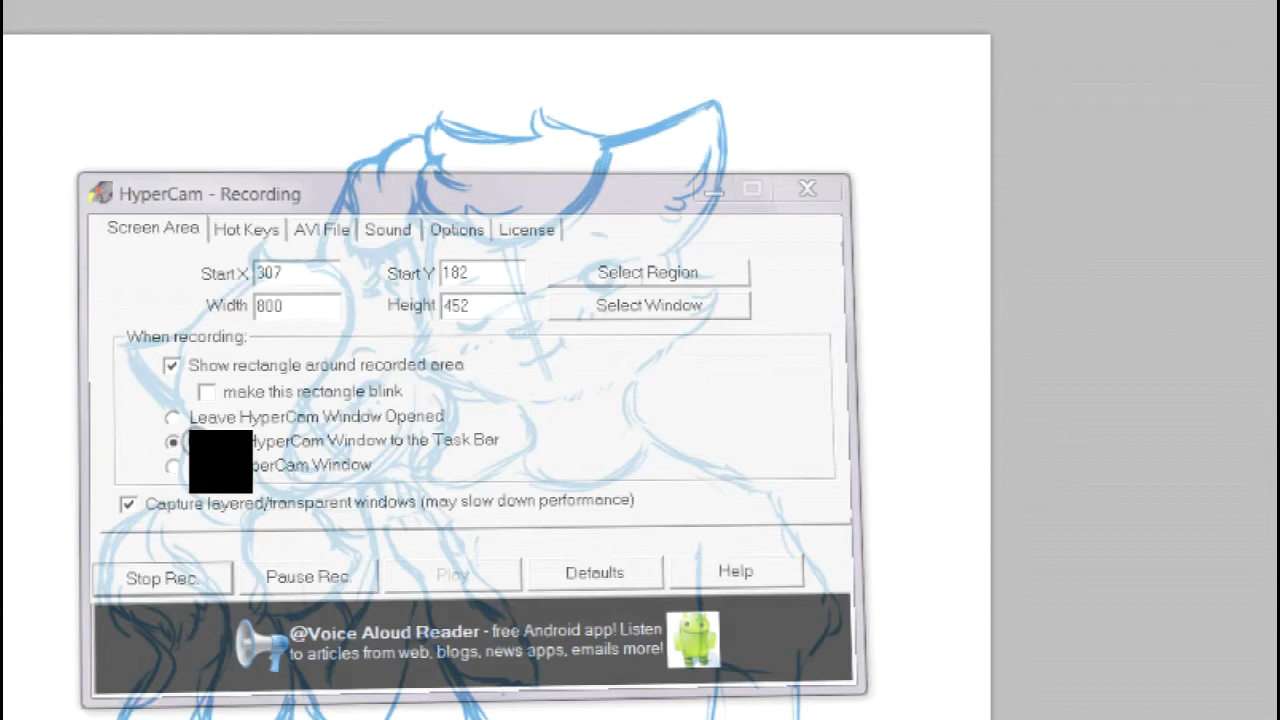 HyperCam - Recording
Screen Area Hot Keys AVI File Sound Options License
Start X 307 Start Y 182 Select Region
Width 800 Height 452 Select Window
When recording:
Show rectangle around recorded area
make this rectangle blink
Leave HyperCam Window Opened
HyperCam Window to the Task Bar
perCam Window
Capture layered/transparent windows (may slow down performance)
Stop Rec. Pause Rec. Play Defaults Help
@Voice Aloud Reader - free Android app! Listen
to articles from web, blogs, news apps, emails more!